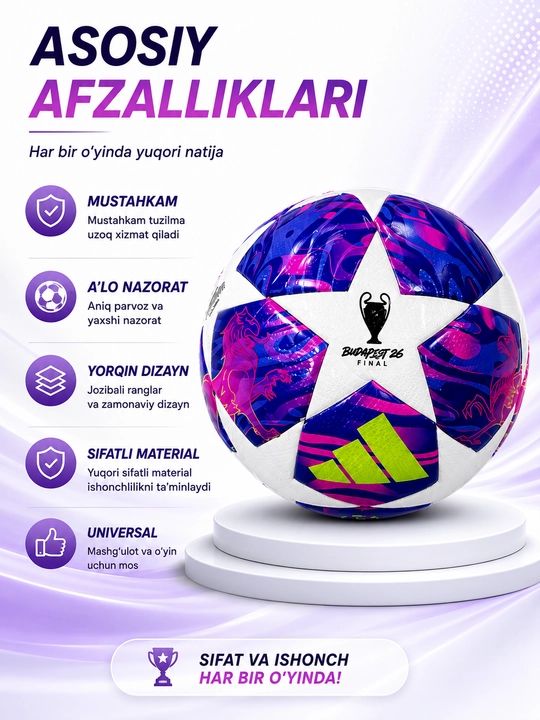 ASOSIY
AFZALLIKLARI
Har bir o'yinda yuqori natija
MUSTAHKAM
Mustahkam tuzilma
uzoq xizmat qiladi
A'LO NAZORAT
Aniq parvoz va
yaxshi nazorat
YORQIN DIZAYN
Jozibali ranglar
va zamonaviy dizayn
SIFATLI MATERIAL
Yuqori sifatli material
ishonchlilikni ta'minlaydi
UNIVERSAL
Mashg'ulot va o'yin
uchun mos
BUDAPEST 26
FINAL
SIFAT VA ISHONCH
HAR BIR O'YINDA!